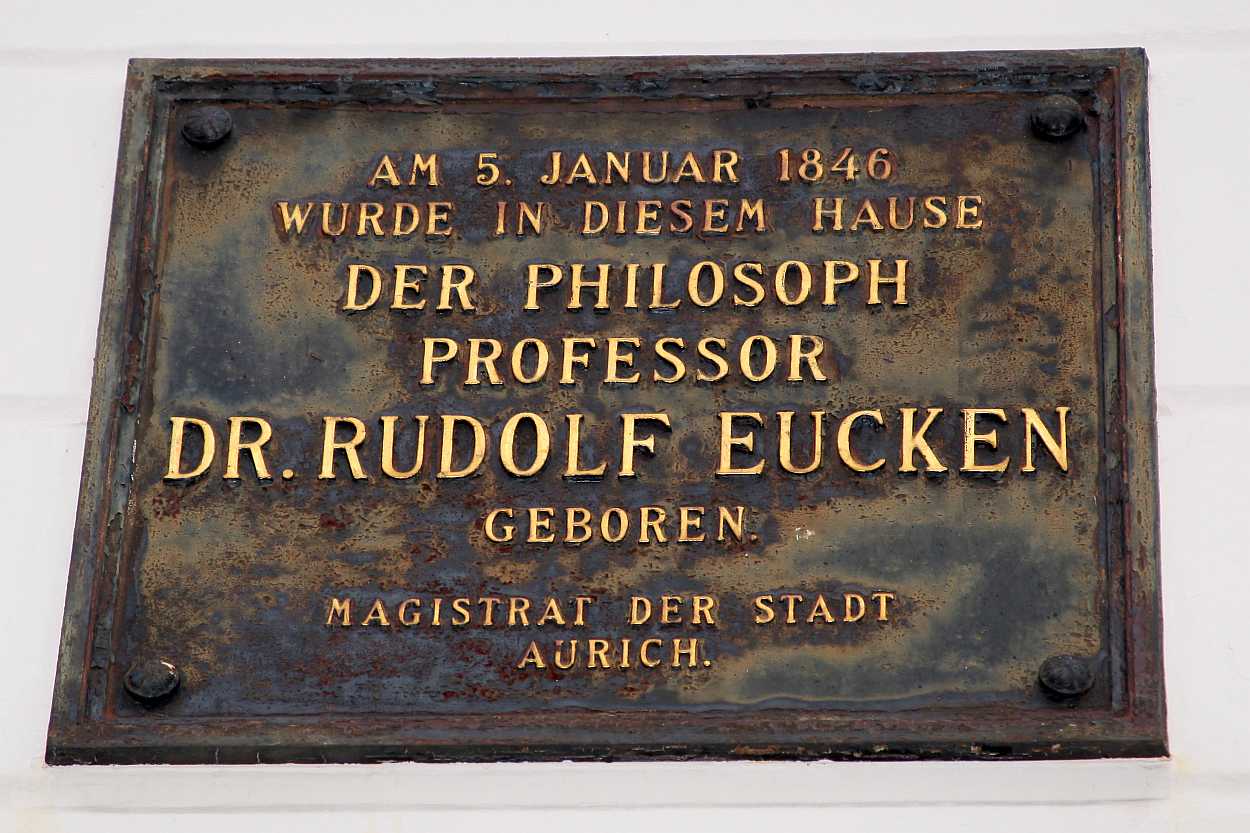 AM 5. JANUAR 1846
WURDE IN DIESEM HAUSE
DER PHILOSOPH
PROFESSOR
DR. RUDOLF EUCKEN
GEBOREN.
MAGISTRAT DER STADT
AURICH.